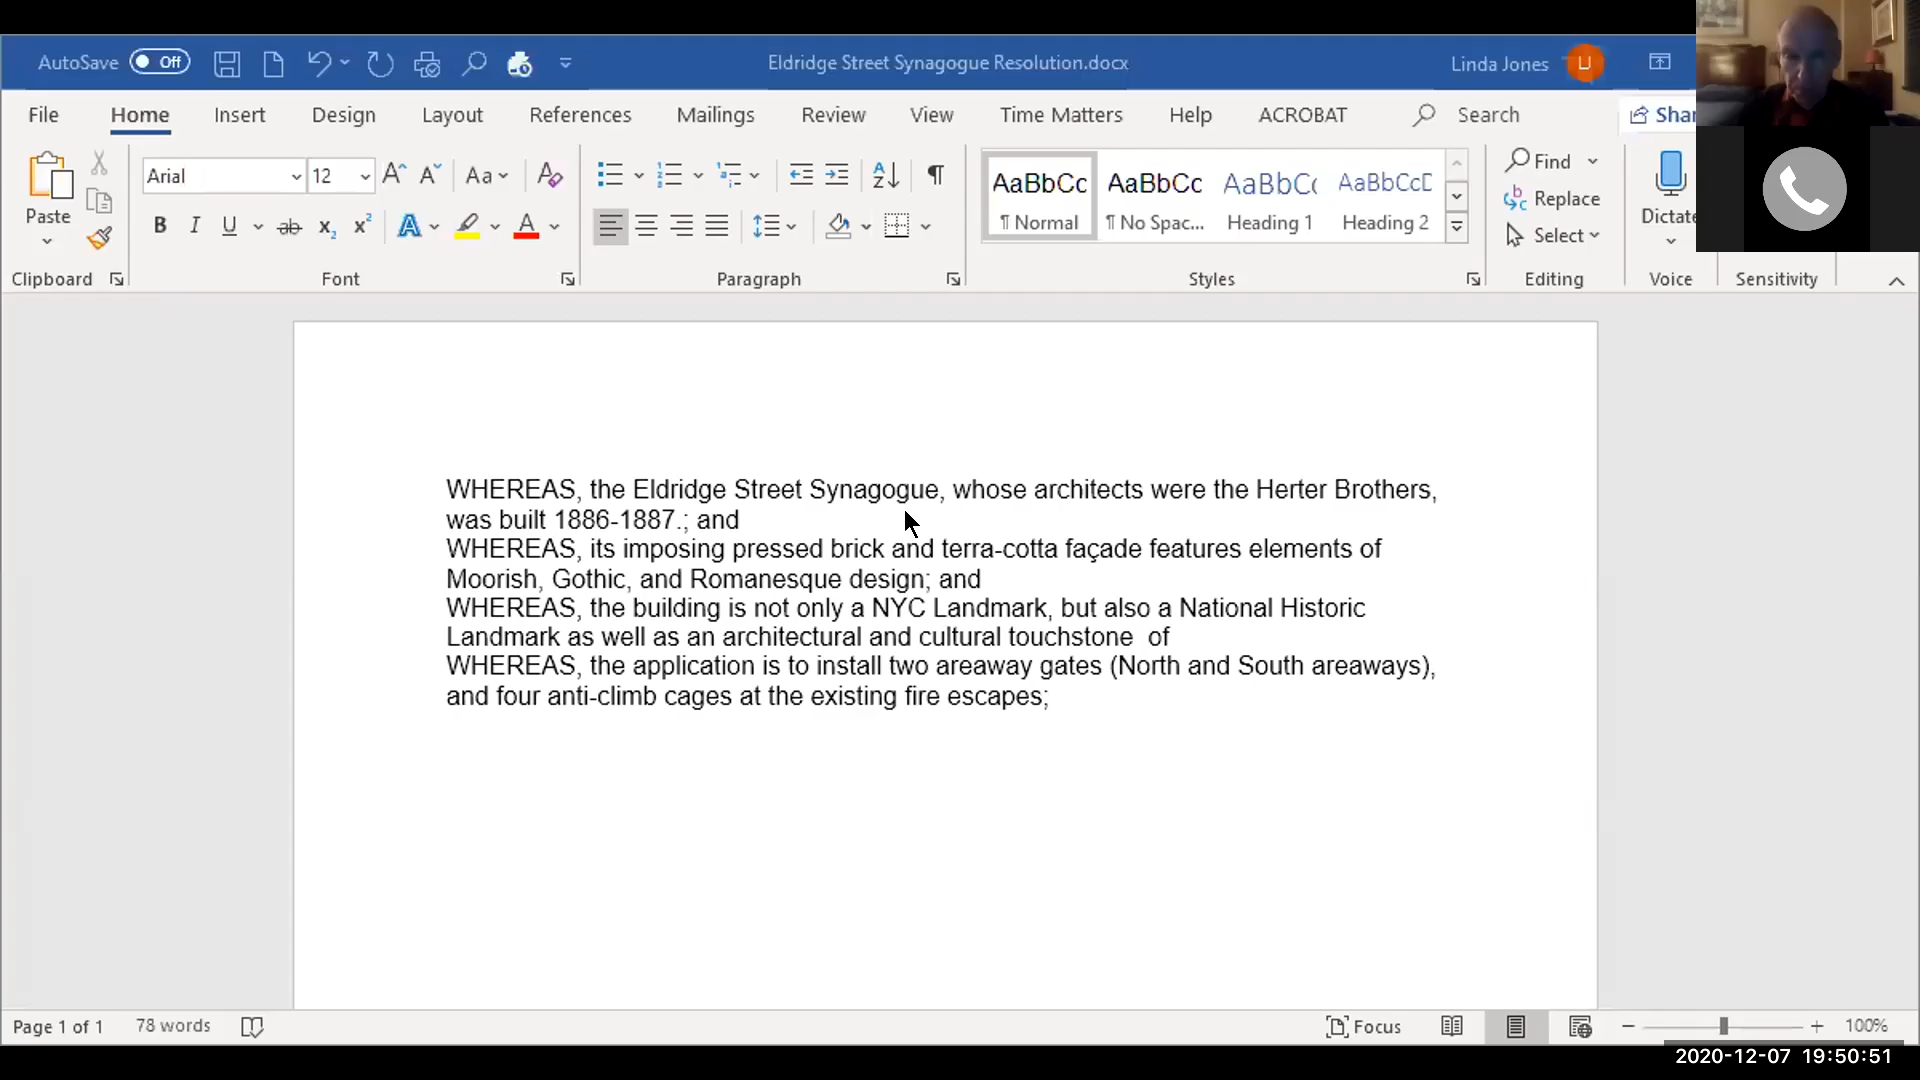 AutoSave Off Eldridge Street Synagogue Resolution.docx Linda Jones LJ
File Home Insert Design Layout References Mailings Review View Time Matters Help ACROBAT Search
Paste Arial 12 Aa AaBbCc AaBbCc Find
¶ Normal ¶ No Spac... Heading 1 Heading 2 Replace Dictate
Select
Clipboard Font Paragraph Styles Editing Voice Sensitivity
WHEREAS, the Eldridge Street Synagogue, whose architects were the Herter Brothers,
was built 1886-1887.; and
WHEREAS, its imposing pressed brick and terra-cotta façade features elements of
Moorish, Gothic, and Romanesque design; and
WHEREAS, the building is not only a NYC Landmark, but also a National Historic
Landmark as well as an architectural and cultural touchstone  of
WHEREAS, the application is to install two areaway gates (North and South areaways),
and four anti-climb cages at the existing fire escapes;
Page 1 of 1 78 words Focus 100%
2020-12-07 19:50:51